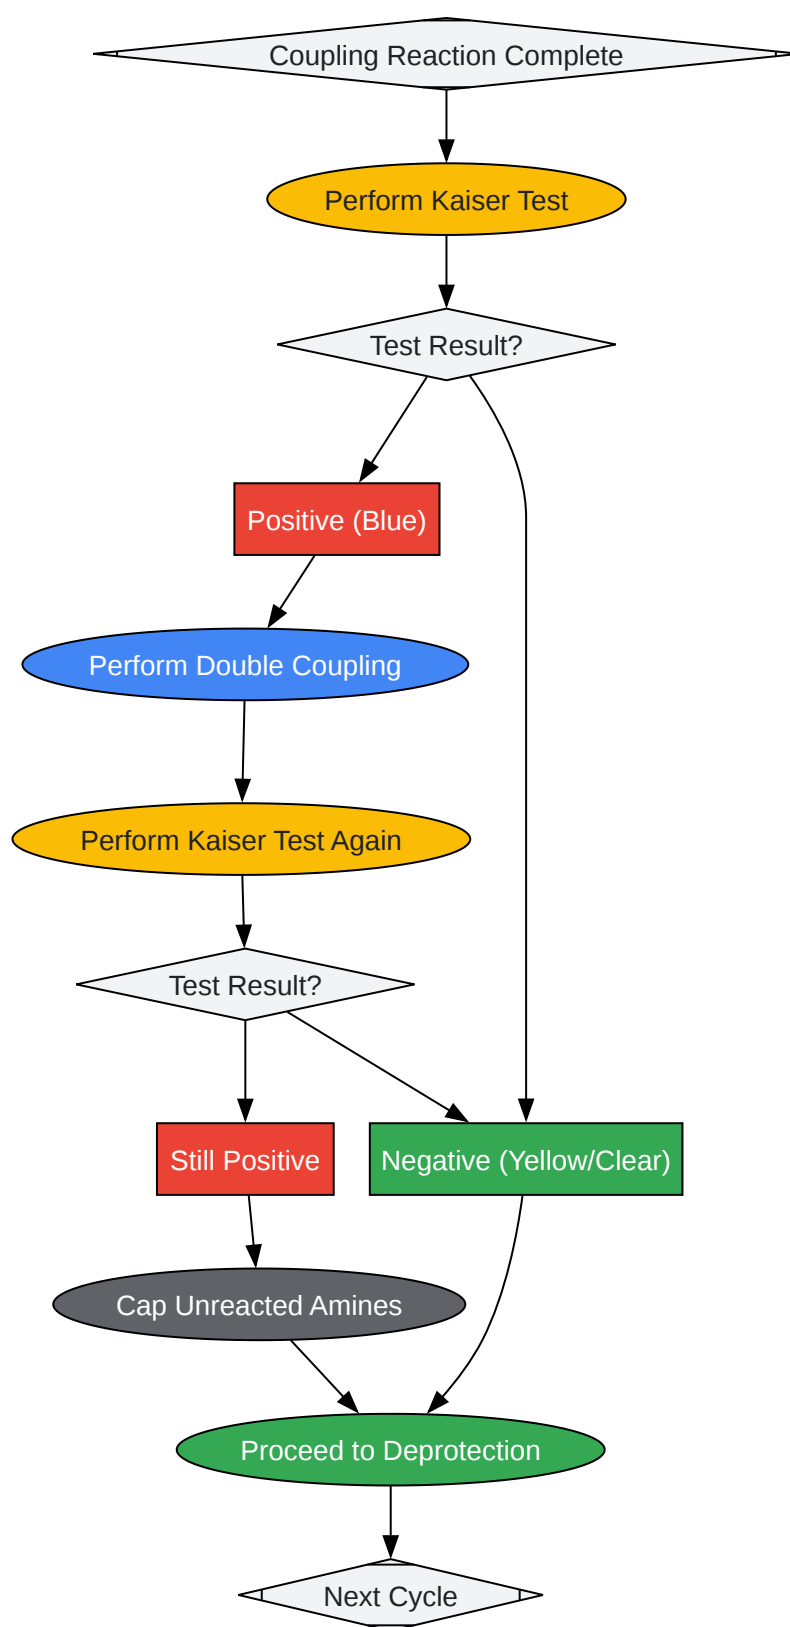 Coupling Reaction Complete
Perform Kaiser Test
Test Result?
Positive (Blue)
Perform Double Coupling
Perform Kaiser Test Again
Test Result?
Still Positive
Negative (Yellow/Clear)
Cap Unreacted Amines
Proceed to Deprotection
Next Cycle